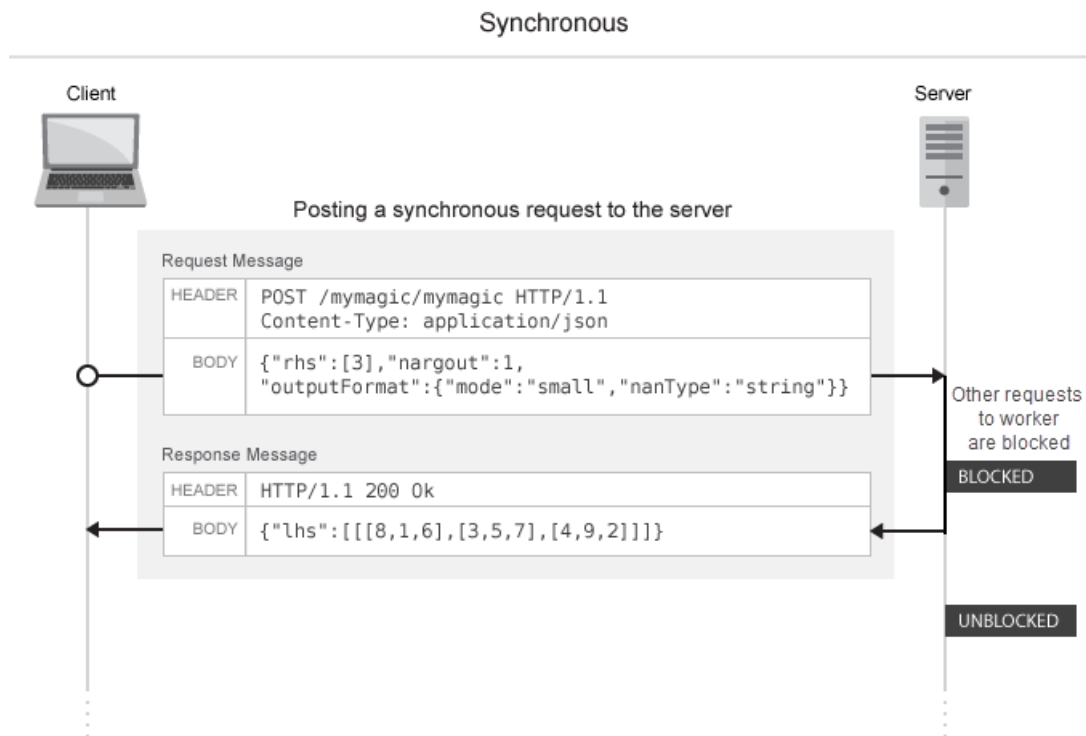 Synchronous
Client
Server
Posting a synchronous request to the server
Request Message
HEADER
POST /mymagic/mymagic HTTP/1.1
Content-Type: application/json
BODY
{"rhs":[3],"nargout":1,
"outputFormat":{"mode":"small","nanType":"string"}}
Other requests
to worker
are blocked
BLOCKED
Response Message
HEADER
HTTP/1.1 200 Ok
BODY
{"lhs":[[[8,1,6],[3,5,7],[4,9,2]]]}
UNBLOCKED